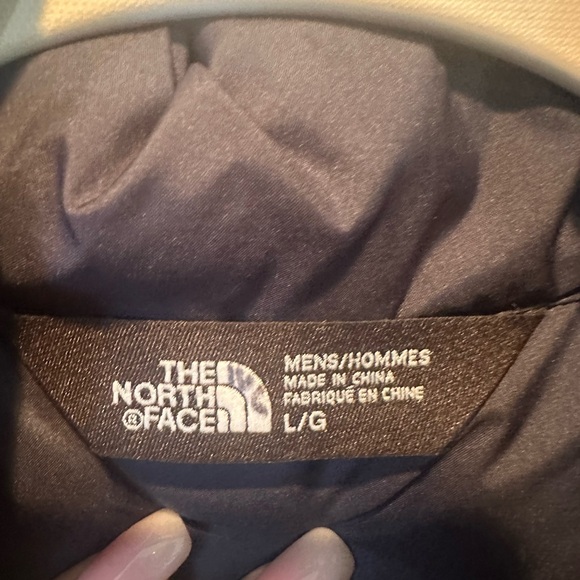 THE
NORTH
®FACE
MENS/HOMMES
MADE IN CHINA
FABRIQUE EN CHINE
L/G